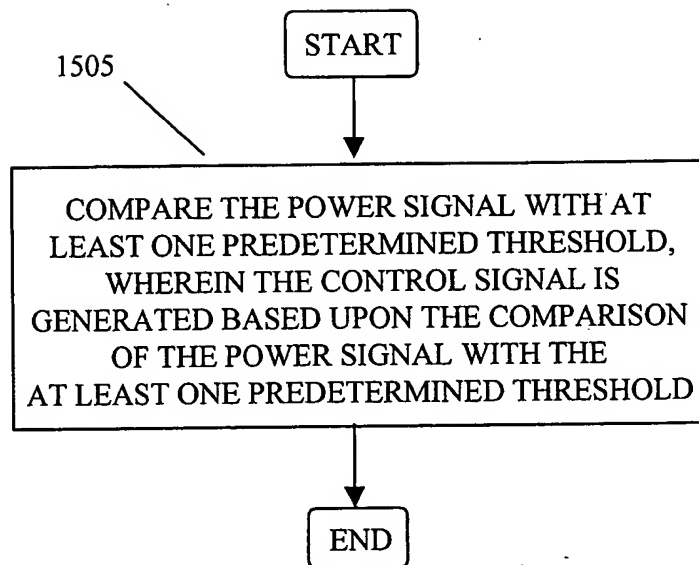 START
1505
COMPARE THE POWER SIGNAL WITH AT
LEAST ONE PREDETERMINED THRESHOLD,
WHEREIN THE CONTROL SIGNAL IS
GENERATED BASED UPON THE COMPARISON
OF THE POWER SIGNAL WITH THE
AT LEAST ONE PREDETERMINED THRESHOLD
END